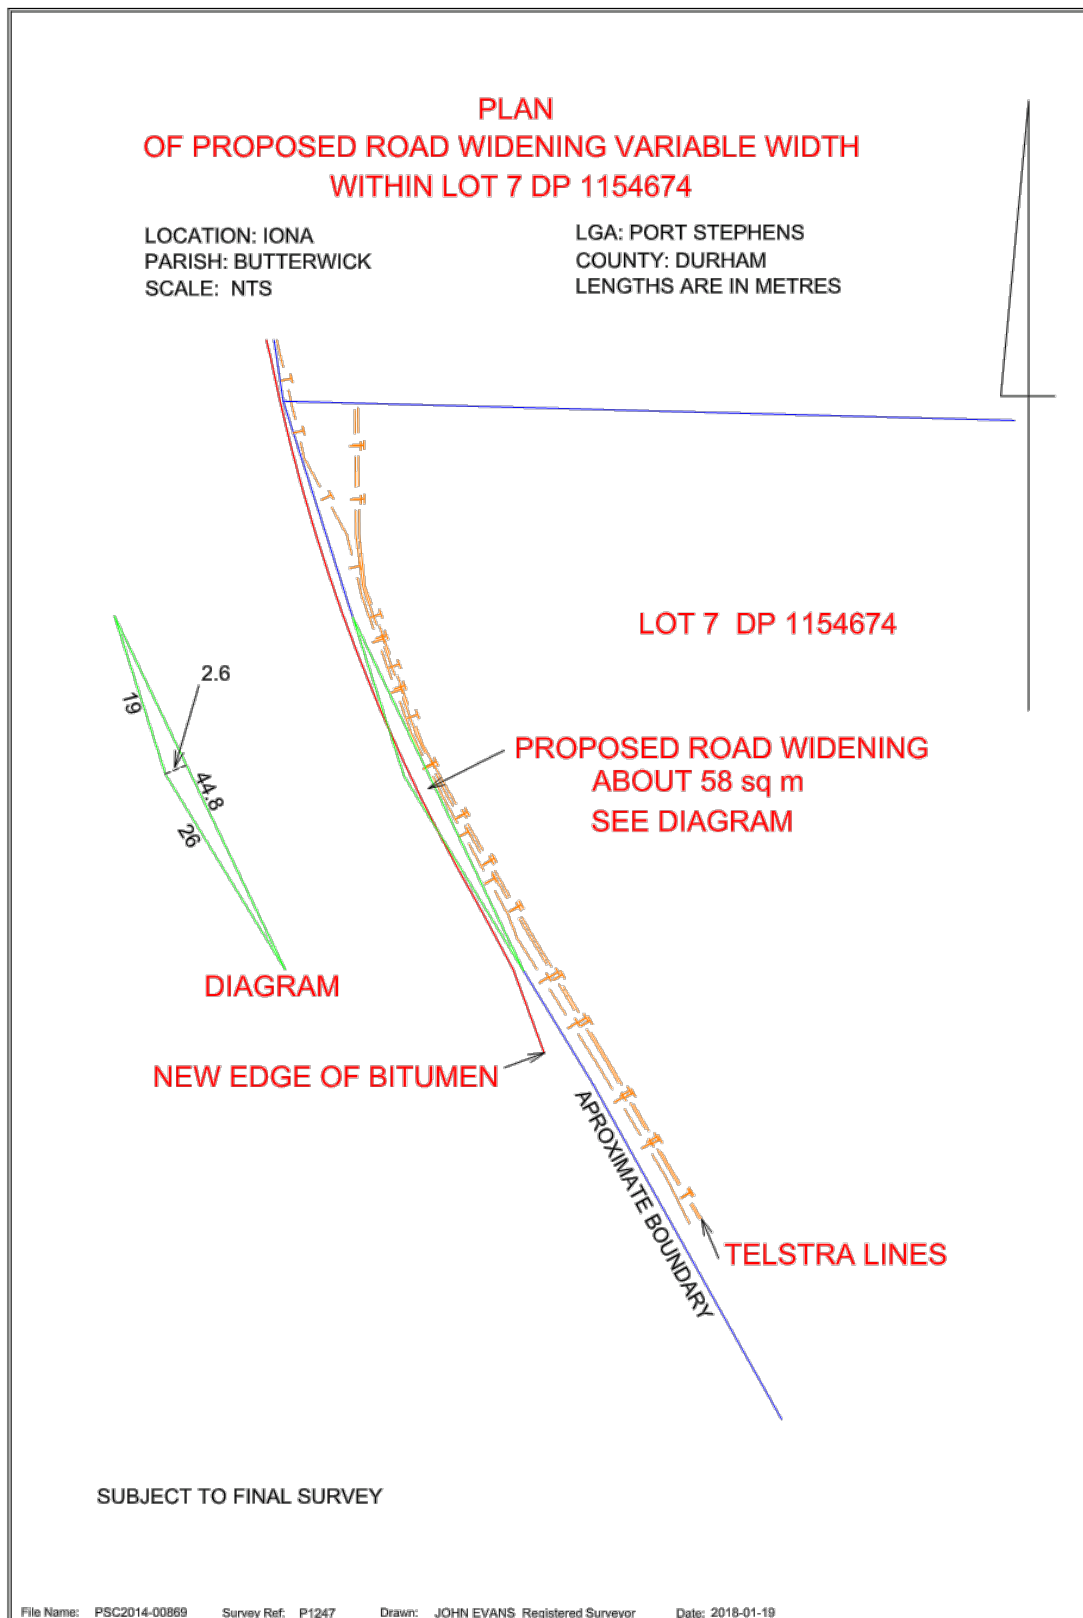 PLAN
OF PROPOSED ROAD WIDENING VARIABLE WIDTH
WITHIN LOT 7 DP 1154674
LOCATION: IONA
PARISH: BUTTERWICK
SCALE: NTS
LGA: PORT STEPHENS
COUNTY: DURHAM
LENGTHS ARE IN METRES
LOT 7 DP 1154674
2.6
19
44.8
26
PROPOSED ROAD WIDENING
ABOUT 58 sq m
SEE DIAGRAM
DIAGRAM
NEW EDGE OF BITUMEN
APROXIMATE BOUNDARY
TELSTRA LINES
SUBJECT TO FINAL SURVEY
File Name: PSC2014-00869 Survey Ref: P1247 Drawn: JOHN EVANS Registered Surveyor Date: 2018-01-19